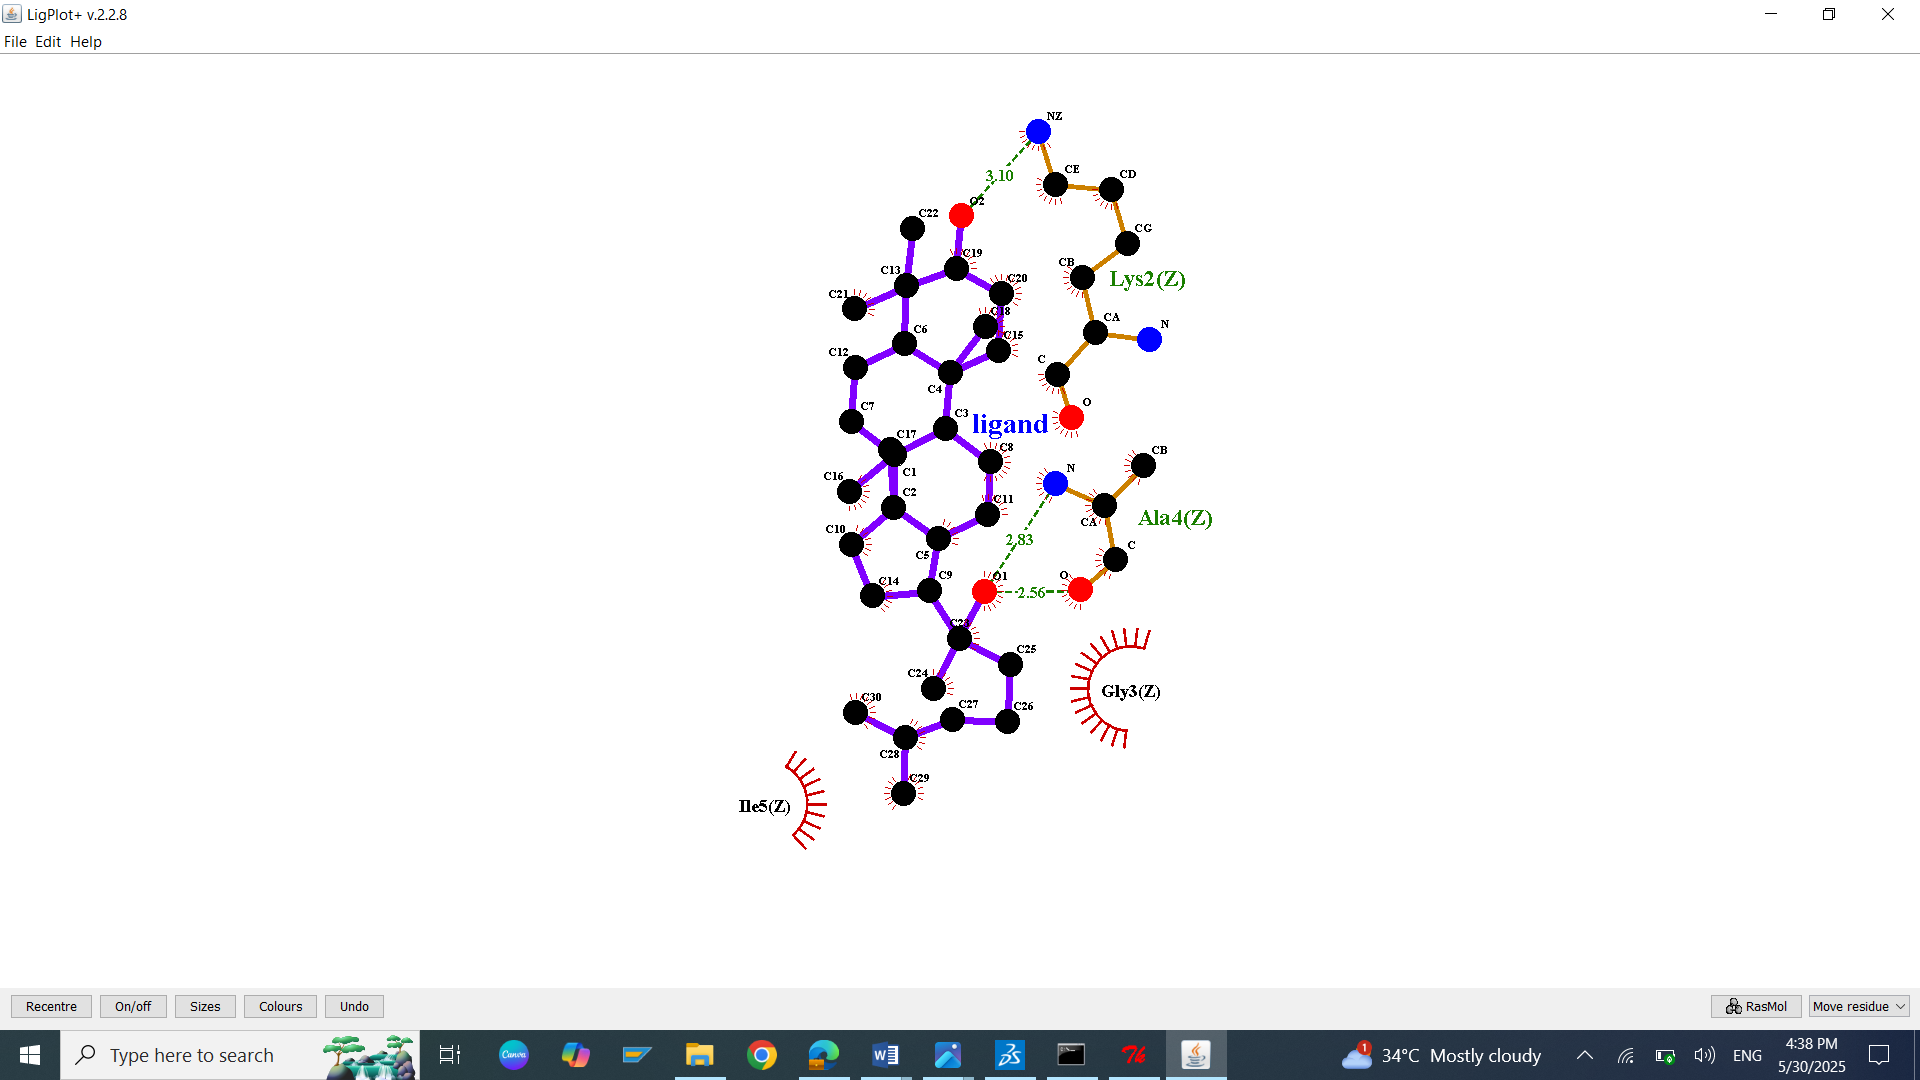 LigPlot+ v.2.2.8
File Edit Help
NZ
CE
CD
3.10
O2
C22
CG
C19
CB
C13
C20
Lys2(Z)
C21
C18
CA
N
C6
C15
C12
C
C4
O
C7
C3
ligand
C17
C8
CB
C1
N
C16
C2
C11
Ala4(Z)
CA
C10
2.83
C
C5
C9
O1
O
C14
2.56
C23
C25
C24
Gly3(Z)
C30
C27
C26
C28
C29
Ile5(Z)
Recentre On/off Sizes Colours Undo RasMol Move residue
Type here to search
Canva
1
34°C Mostly cloudy
ENG
4:38 PM
5/30/2025